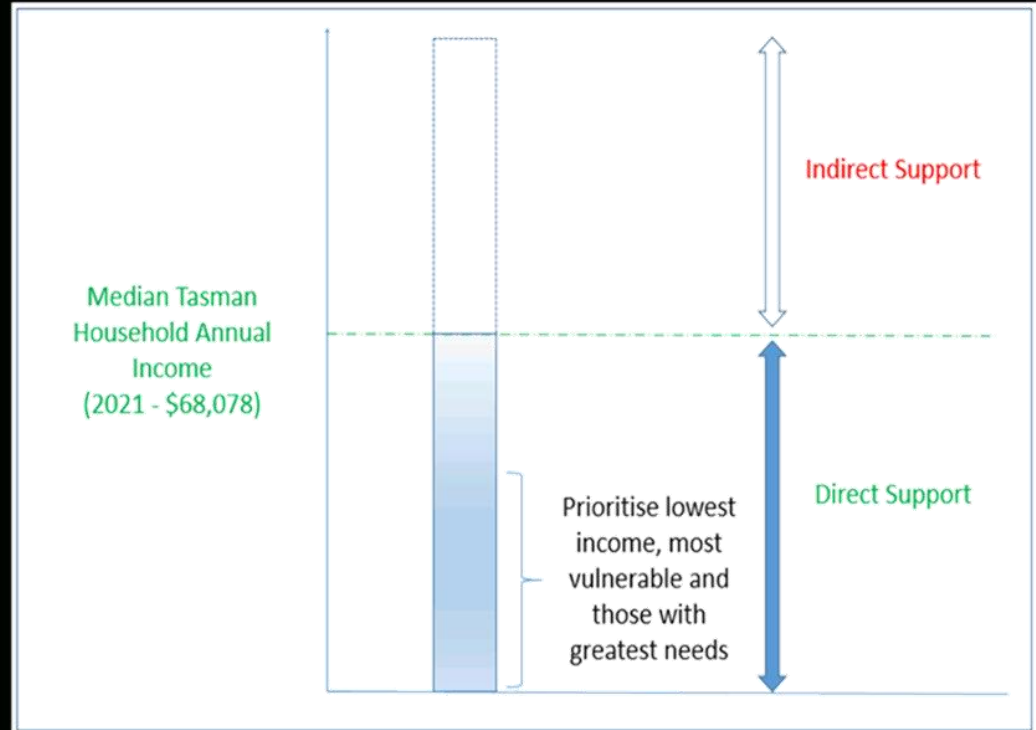 Indirect Support
Median Tasman
Household Annual
Income
(2021 - $68,078)
Direct Support
Prioritise lowest
income, most
vulnerable and
those with
greatest needs